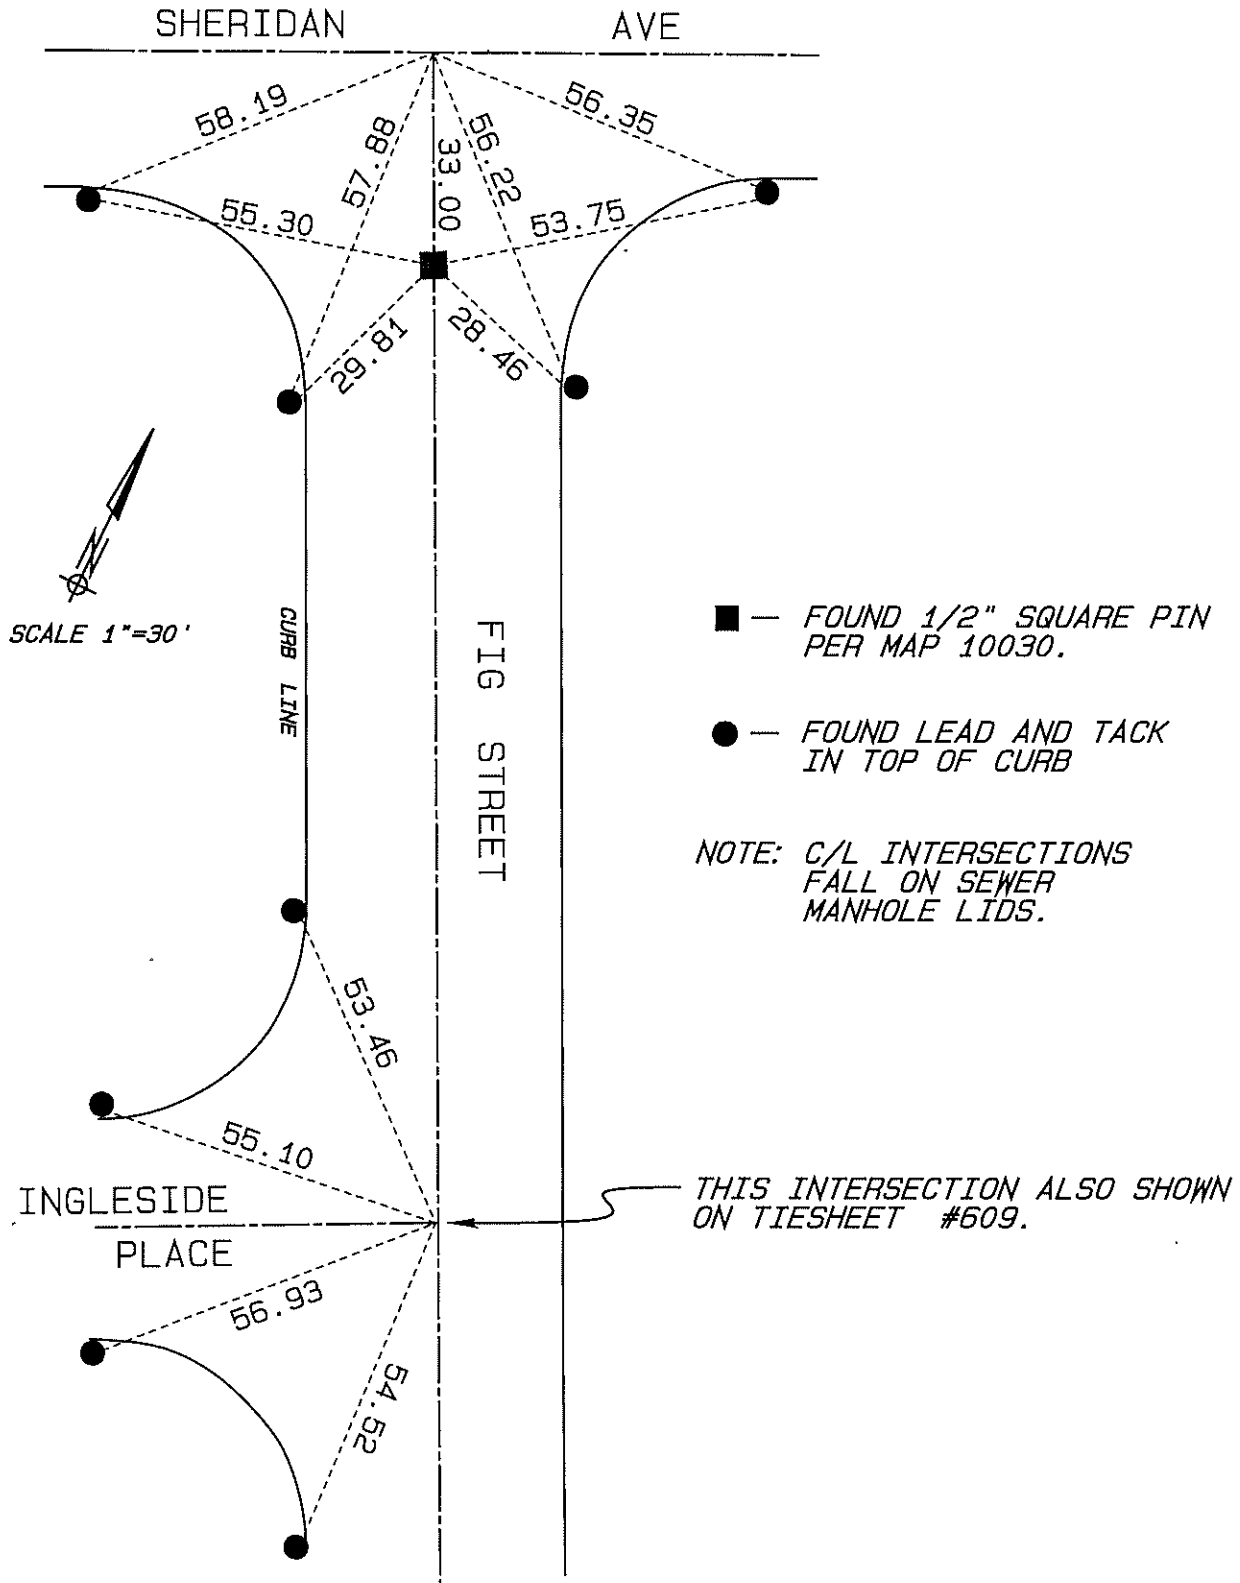 SHERIDAN AVE
58.19
57.88
33.00
56.22
56.35
55.30
53.75
29.81
28.46
N
SCALE 1"=30'
CURB LINE
FIG STREET
■ — FOUND 1/2" SQUARE PIN
PER MAP 10030.
● — FOUND LEAD AND TACK
IN TOP OF CURB
NOTE: C/L INTERSECTIONS
FALL ON SEWER
MANHOLE LIDS.
53.46
55.10
INGLESIDE
PLACE
THIS INTERSECTION ALSO SHOWN
ON TIESHEET #609.
56.93
54.52